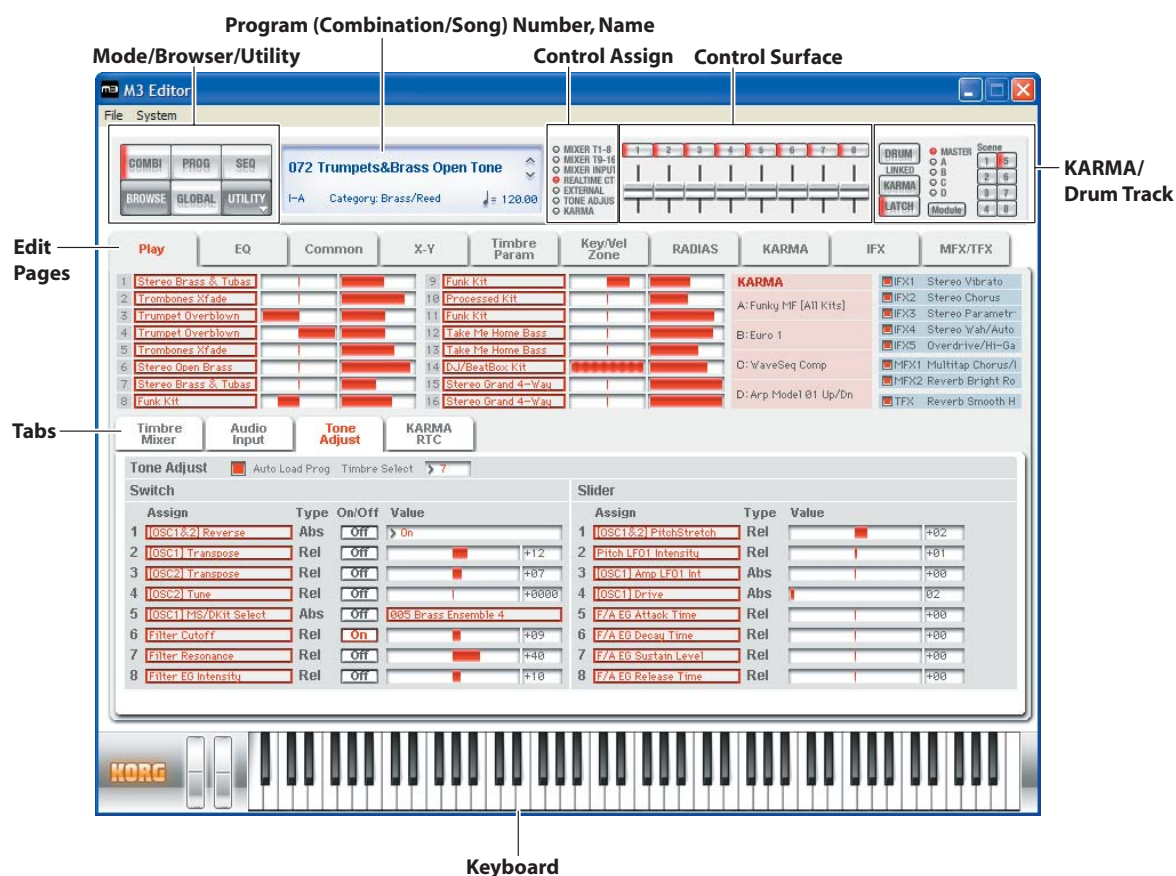 Program (Combination/Song) Number, Name
Mode/Browser/Utility
Control Assign
Control Surface
M3 Editor
File System
COMBI PROG SEQ
BROWSE GLOBAL UTILITY
072 Trumpets&Brass Open Tone
I-A Category: Brass/Reed ♩= 120.00
MIXER T1-8
MIXER T9-16
MIXER INPUT
REALTIME CT
EXTERNAL
TONE ADJUS
KARMA
1 2 3 4 5 6 7 8
DRUM
LINKED
KARMA
LATCH
MASTER
A
B
C
D
Module
Scene
1 5
2 6
3 7
4 8
KARMA/
Drum Track
Edit
Pages
Play EQ Common X-Y Timbre Param Key/Vel Zone RADIAS KARMA IFX MFX/TFX
1 Stereo Brass & Tubas
2 Trombones Xfade
3 Trumpet Overblown
4 Trumpet Overblown
5 Trombones Xfade
6 Stereo Open Brass
7 Stereo Brass & Tubas
8 Funk Kit
9 Funk Kit
10 Processed Kit
11 Funk Kit
12 Take Me Home Bass
13 Take Me Home Bass
14 DJ/BeatBox Kit
15 Stereo Grand 4-Way
16 Stereo Grand 4-Way
KARMA
A:Funky MF [All Kits]
B:Euro 1
C:WaveSeq Comp
D:Arp Model 01 Up/Dn
IFX1 Stereo Vibrato
IFX2 Stereo Chorus
IFX3 Stereo Parametr
IFX4 Stereo Wah/Auto
IFX5 Overdrive/Hi-Ga
MFX1 Multitap Chorus/I
MFX2 Reverb Bright Ro
TFX Reverb Smooth H
Tabs
Timbre Mixer Audio Input Tone Adjust KARMA RTC
Tone Adjust Auto Load Prog Timbre Select 7
Switch
Assign Type On/Off Value
1 [OSC1&2] Reverse Abs Off On
2 [OSC1] Transpose Rel Off +12
3 [OSC2] Transpose Rel Off +07
4 [OSC2] Tune Rel Off +0000
5 [OSC1] MS/DKit Select Abs Off 005 Brass Ensemble 4
6 Filter Cutoff Rel On +09
7 Filter Resonance Rel Off +40
8 Filter EG Intensity Rel Off +10
Slider
Assign Type Value
1 [OSC1&2] PitchStretch Rel +02
2 Pitch LFO1 Intensity Rel +01
3 [OSC1] Amp LFO1 Int Abs +00
4 [OSC1] Drive Abs 02
5 F/A EG Attack Time Rel +00
6 F/A EG Decay Time Rel +00
7 F/A EG Sustain Level Rel +00
8 F/A EG Release Time Rel +00
KORG
Keyboard